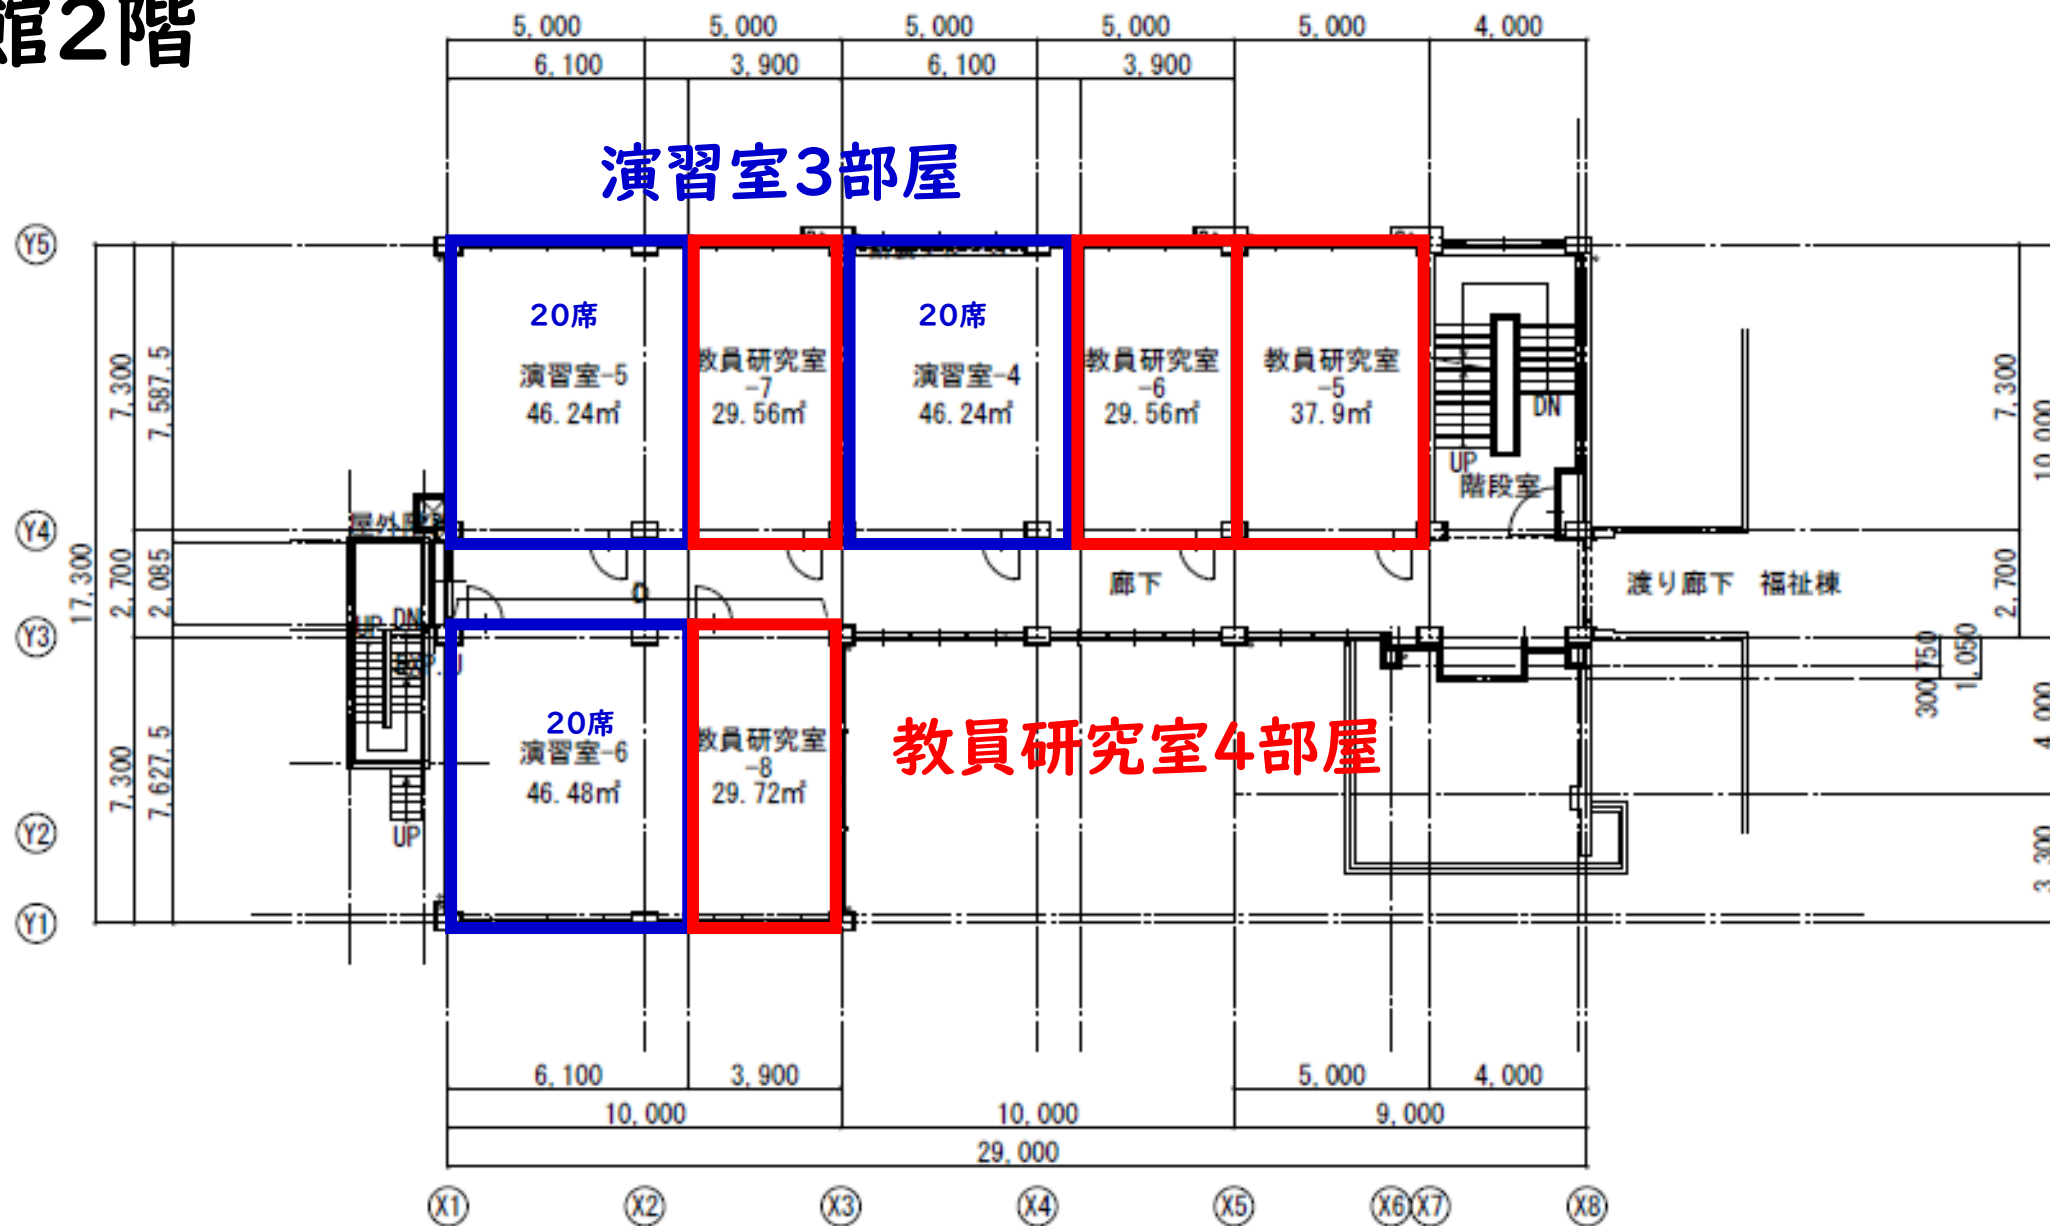 館2階
5,000 5,000 5,000 5,000 5,000 4,000
6,100 3,900 6,100 3,900
演習室3部屋
Y5
20席
演習室-5
46.24㎡
教員研究室
-7
29.56㎡
20席
演習室-4
46.24㎡
教員研究室
-6
29.56㎡
教員研究室
-5
37.9㎡
DN
UP
階段室
7,300
7,587.5
7,300
10,000
Y4
屋外
17,300
2,700
2,085
廊下
渡り廊下 福祉棟
2,700
Y3
UP
DN
750
300
1,050
4,000
20席
演習室-6
46.48㎡
教員研究室
-8
29.72㎡
教員研究室4部屋
7,300
7,627.5
UP
Y2
3,300
Y1
6,100 3,900 5,000 4,000
10,000 10,000 9,000
29,000
X1 X2 X3 X4 X5 X6 X7 X8